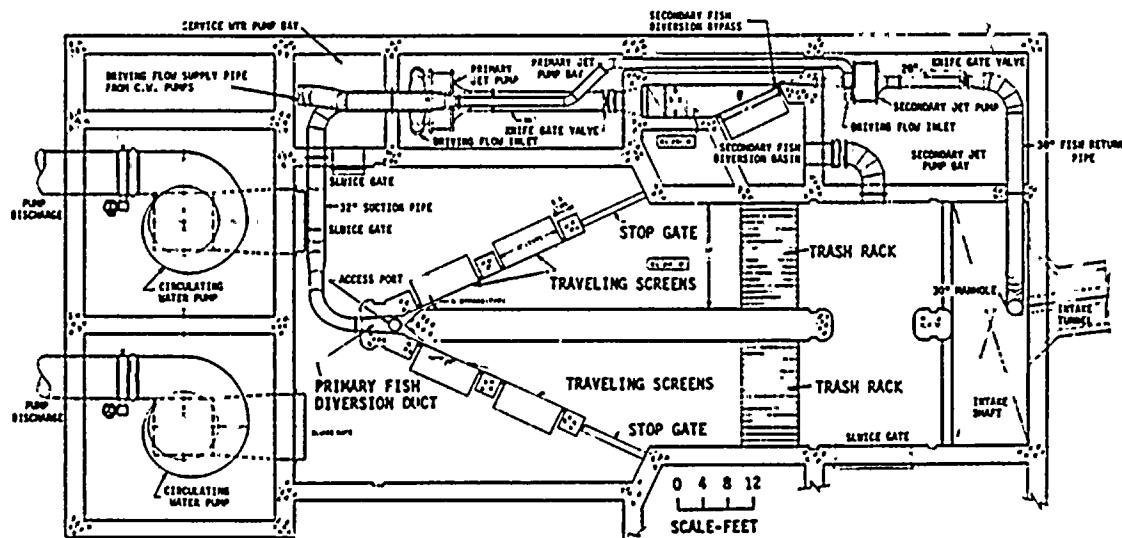 SERVICE WTR PUMP BAY
SECONDARY FISH
DIVERSION BYPASS
DRIVING FLOW SUPPLY PIPE
FROM C.W. PUMPS
PRIMARY
JET PUMP
PRIMARY JET
PUMP BAY
20"
KNIFE GATE VALVE
SECONDARY JET PUMP
KNIFE GATE VALVE
DRIVING FLOW INLET
DRIVING FLOW INLET
SECONDARY FISH
DIVERSION BASIN
SECONDARY JET
PUMP BAY
30" FISH RETURN
PIPE
SLUICE GATE
PUMP
DISCHARGE
32" SUCTION PIPE
SLUICE GATE
STOP GATE
TRASH RACK
TRAVELING SCREENS
ACCESS PORT
CIRCULATING
WATER PUMP
30" MANHOLE
INTAKE
TUNNEL
PRIMARY FISH
DIVERSION DUCT
TRAVELING SCREENS
TRASH RACK
PUMP
DISCHARGE
INTAKE
SHAFT
STOP GATE
SLUICE GATE
SLUICE GATE
CIRCULATING
WATER PUMP
0 4 8 12
SCALE-FEET